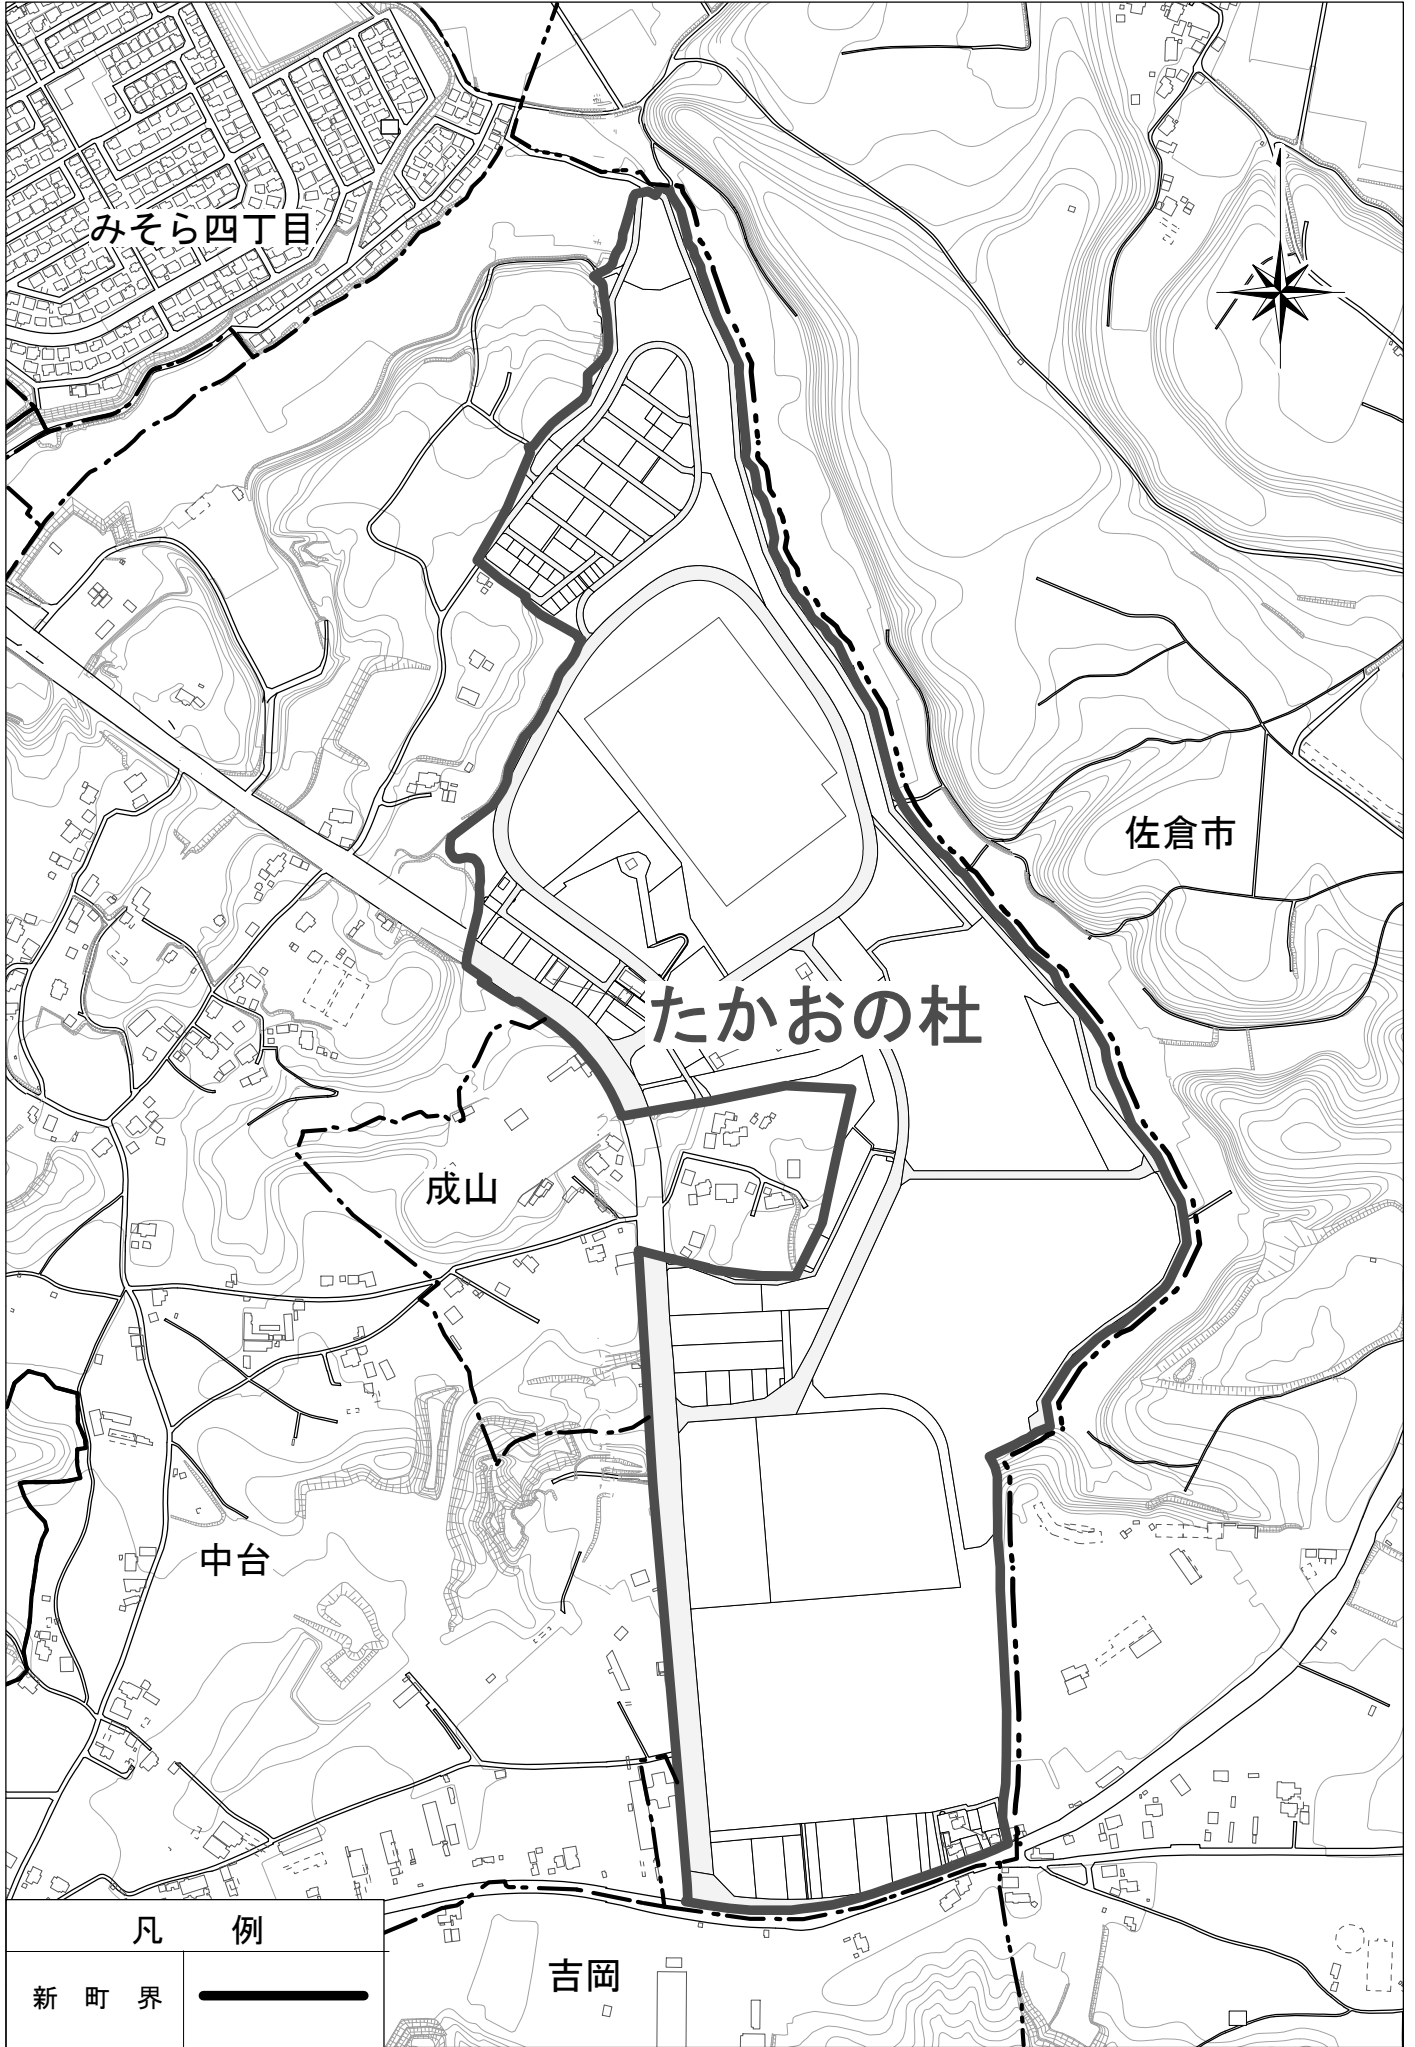 みそら四丁目
佐倉市
たかおの杜
成山
中台
凡 例
吉岡
新 町 界